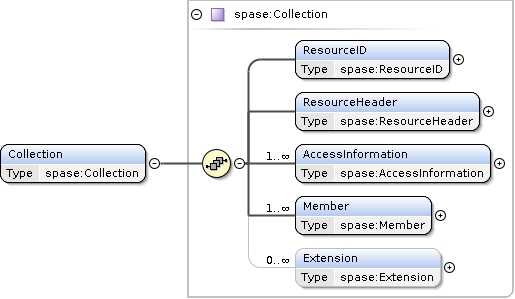 spase:Collection
ResourceID
Type spase:ResourceID
ResourceHeader
Type spase:ResourceHeader
Collection
Type spase:Collection
1..∞
AccessInformation
Type spase:AccessInformation
1..∞
Member
Type spase:Member
0..∞
Extension
Type spase:Extension